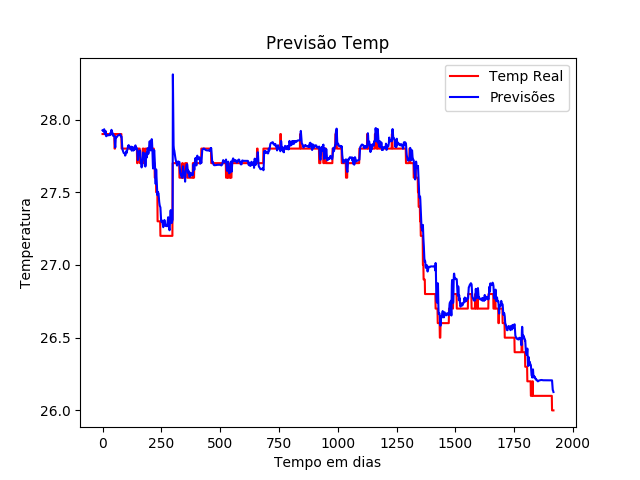 Previsão Temp
Temp Real
Previsões
28.0
27.5
27.0
26.5
26.0
Temperatura
0
250
500
750
1000
1250
1500
1750
2000
Tempo em dias